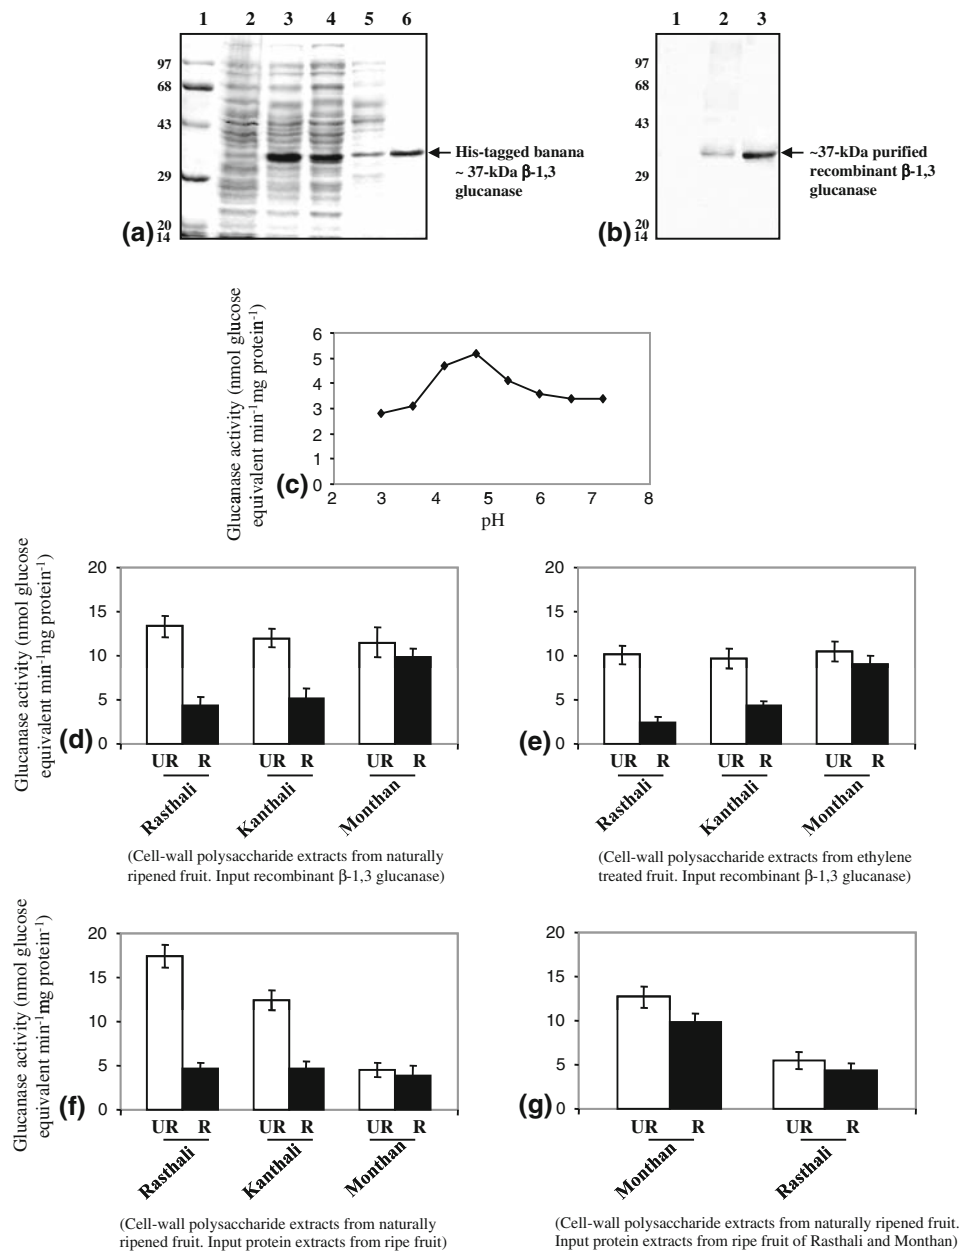 1 2 3 4 5 6
97
68
43
29
20
14
(a)
His-tagged banana
~ 37-kDa β-1,3
glucanase
1 2 3
97
68
43
29
20
14
(b)
~37-kDa purified
recombinant β-1,3
glucanase
Glucanase activity (nmol glucose
equivalent min-1mg protein-1)
6
5
4
3
2
1
0
(c)
2 3 4 5 6 7 8
pH
Glucanase activity (nmol glucose
equivalent min-1mg protein-1)
20
15
10
5
0
(d)
UR R UR R UR R
Rasthali Kanthali Monthan
(Cell-wall polysaccharide extracts from naturally
ripened fruit. Input recombinant β-1,3 glucanase)
20
15
10
5
0
(e)
UR R UR R UR R
Rasthali Kanthali Monthan
(Cell-wall polysaccharide extracts from ethylene
treated fruit. Input recombinant β-1,3 glucanase)
Glucanase activity (nmol glucose
equivalent min-1mg protein-1)
20
15
10
5
0
(f)
UR R UR R UR R
Rasthali Kanthali Monthan
(Cell-wall polysaccharide extracts from naturally
ripened fruit. Input protein extracts from ripe fruit)
20
15
10
5
0
(g)
UR R UR R
Monthan Rasthali
(Cell-wall polysaccharide extracts from naturally ripened fruit.
Input protein extracts from ripe fruit of Rasthali and Monthan)